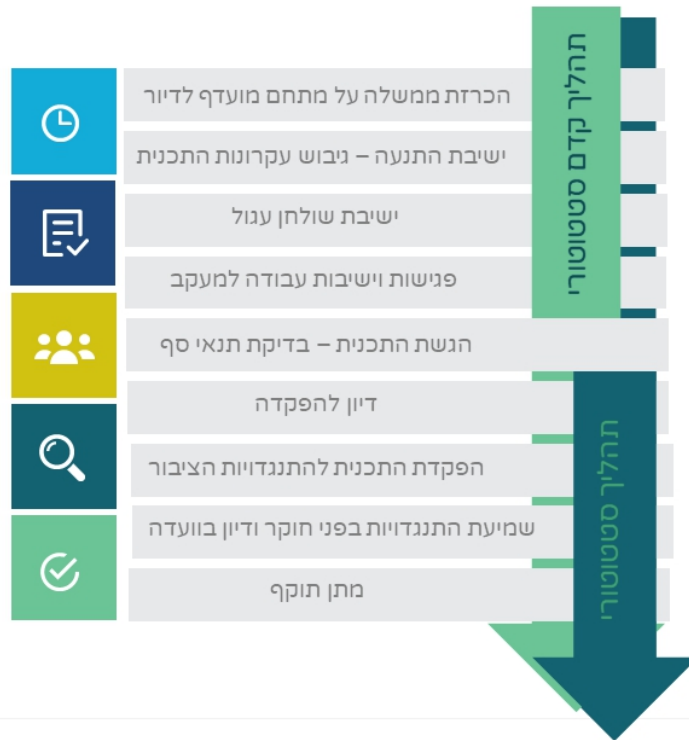 תהליך קדם סטטוטורי
הכרזת ממשלה על מתחם מועדף לדיור
ישיבת התנעה – גיבוש עקרונות התכנית
ישיבת שולחן עגול
פגישות וישיבות עבודה למעקב
הגשת התכנית – בדיקת תנאי סף
תהליך סטטוטורי
דיון להפקדה
הפקדת התכנית להתנגדויות הציבור
שמיעת התנגדויות בפני חוקר ודיון בוועדה
מתן תוקף